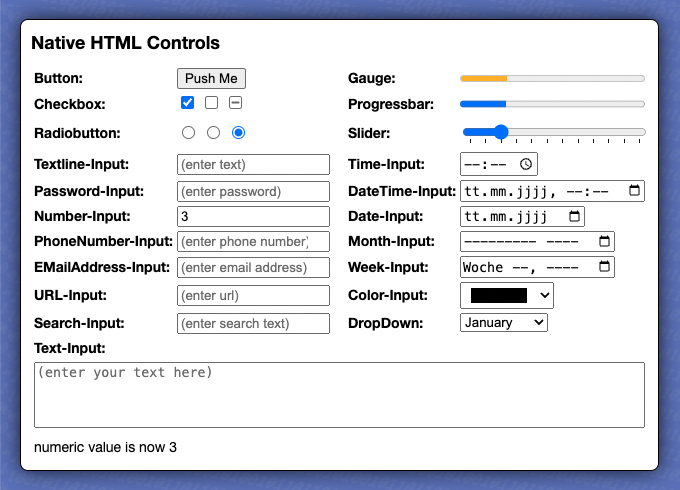 Native HTML Controls
Button: Push Me Gauge:
Checkbox: Progressbar:
Radiobutton: Slider:
Textline-Input: (enter text) Time-Input: --:--
Password-Input: (enter password) DateTime-Input: tt.mm.jjjj, --:--
Number-Input: 3 Date-Input: tt.mm.jjjj
PhoneNumber-Input: (enter phone number) Month-Input: --------- ----
EMailAddress-Input: (enter email address) Week-Input: Woche --, ----
URL-Input: (enter url) Color-Input:
Search-Input: (enter search text) DropDown: January
Text-Input:
(enter your text here)
numeric value is now 3